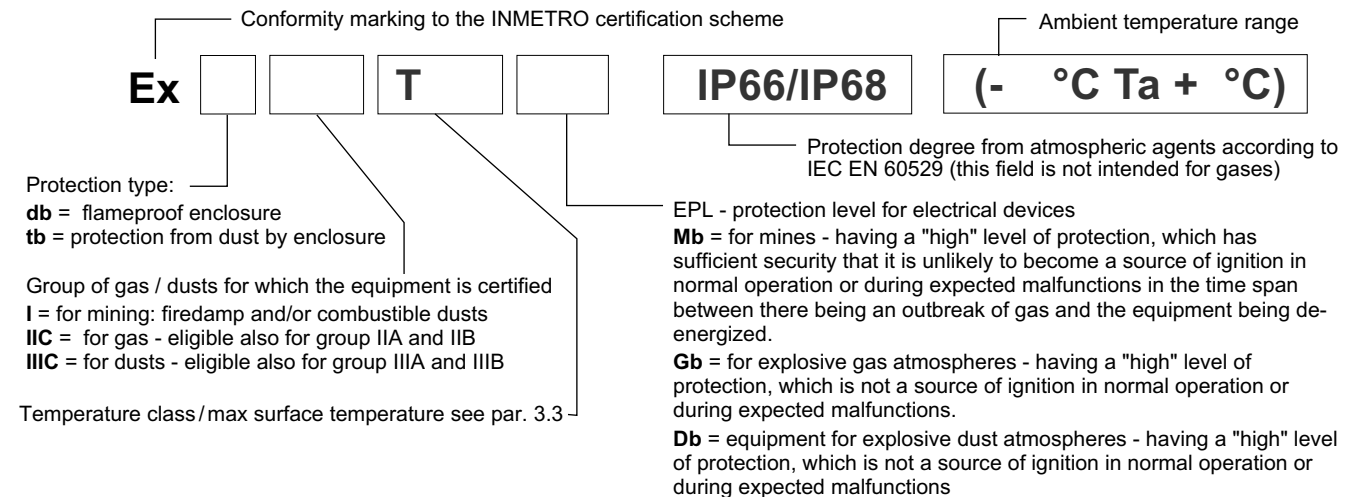 Conformity marking to the INMETRO certification scheme
Ambient temperature range
Ex T IP66/IP68 (- °C Ta + °C)
Protection degree from atmospheric agents according to
IEC EN 60529 (this field is not intended for gases)
Protection type:
db = flameproof enclosure
tb = protection from dust by enclosure
Group of gas / dusts for which the equipment is certified
I = for mining: firedamp and/or combustible dusts
IIC = for gas - eligible also for group IIA and IIB
IIIC = for dusts - eligible also for group IIIA and IIIB
Temperature class/max surface temperature see par. 3.3
EPL - protection level for electrical devices
Mb = for mines - having a "high" level of protection, which has
sufficient security that it is unlikely to become a source of ignition in
normal operation or during expected malfunctions in the time span
between there being an outbreak of gas and the equipment being de-
energized.
Gb = for explosive gas atmospheres - having a "high" level of
protection, which is not a source of ignition in normal operation or
during expected malfunctions.
Db = equipment for explosive dust atmospheres - having a "high" level
of protection, which is not a source of ignition in normal operation or
during expected malfunctions